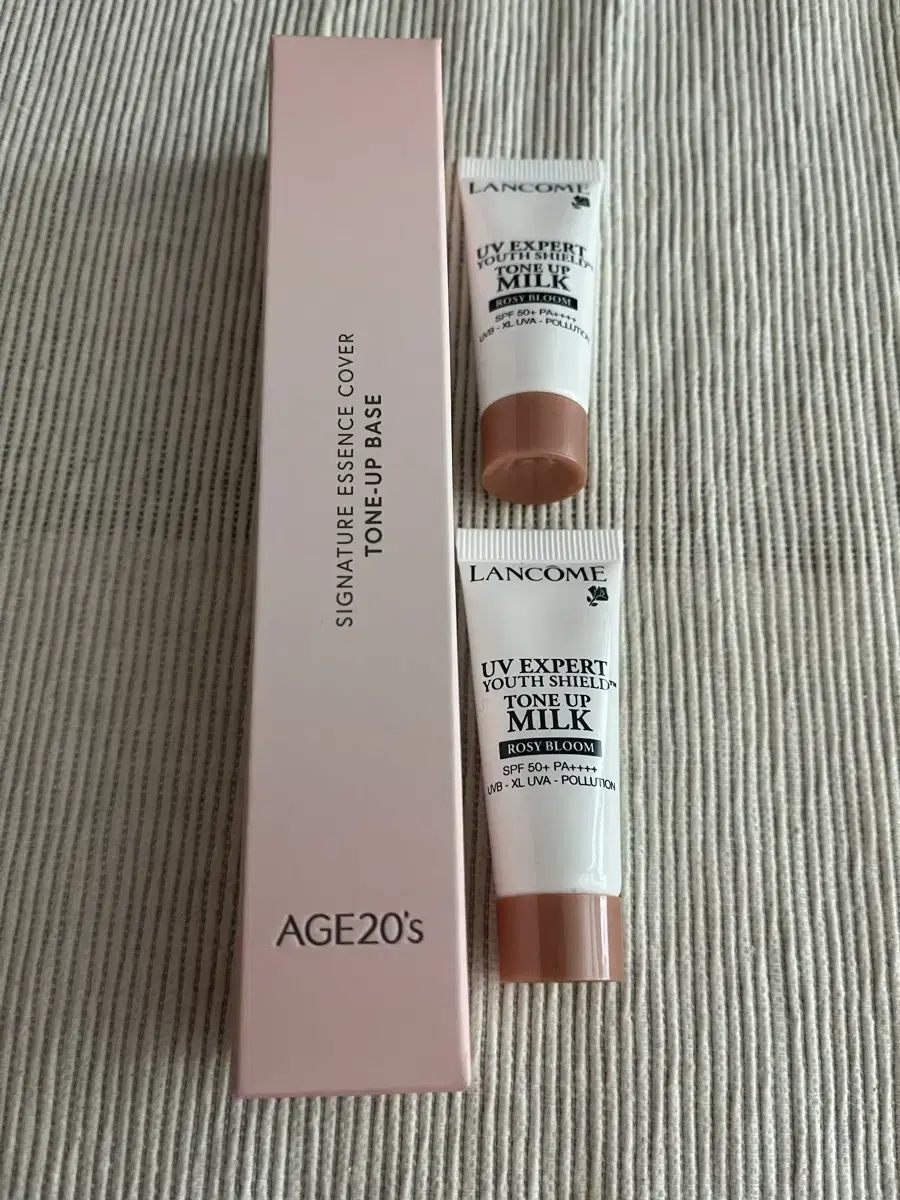 SIGNATURE ESSENCE COVER
TONE-UP BASE
AGE20's
LANCOME
UV EXPERT
YOUTH SHIELD™
TONE UP
MILK
ROSY BLOOM
SPF 50+ PA++++
UVB - XL UVA - POLLUTION
LANCÔME
UV EXPERT
YOUTH SHIELD™
TONE UP
MILK
ROSY BLOOM
SPF 50+ PA++++
UVB - XL UVA - POLLUTION